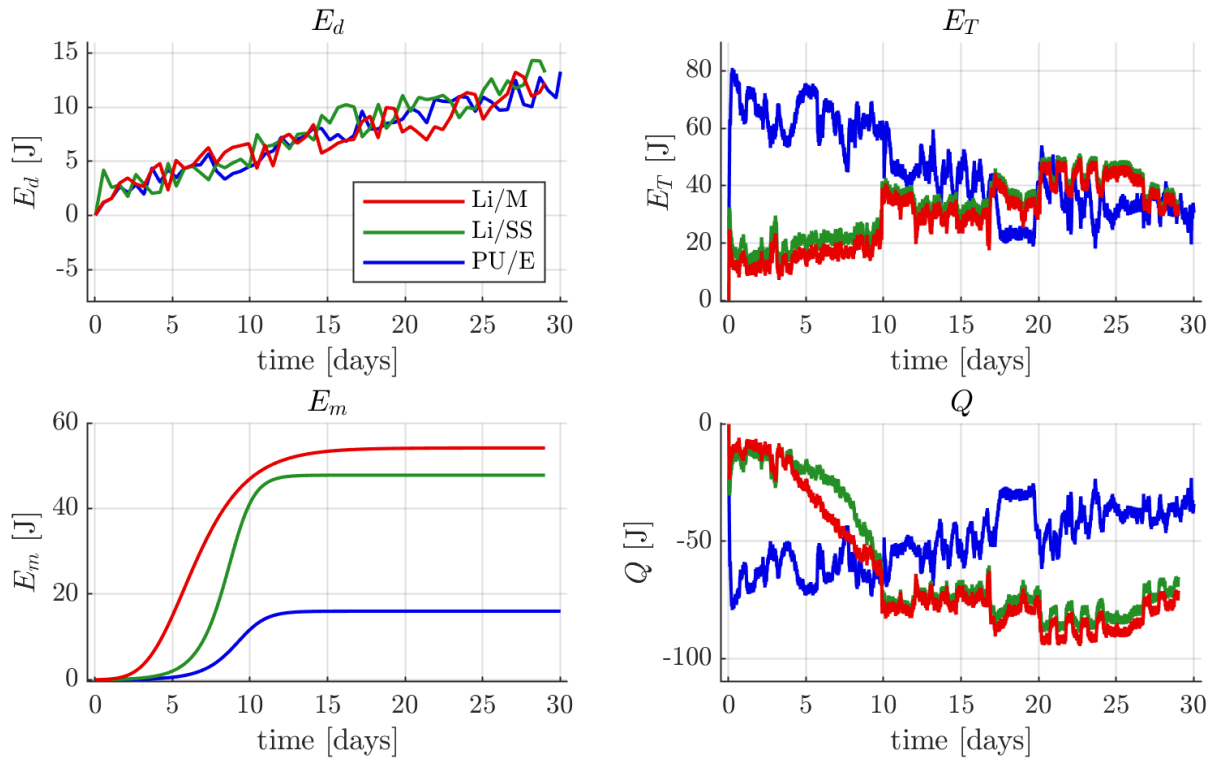 E_d
E_d [J]
15
10
5
0
-5
0 5 10 15 20 25 30
time [days]
Li/M
Li/SS
PU/E
E_T
E_T [J]
80
60
40
20
0
0 5 10 15 20 25 30
time [days]
E_m
E_m [J]
60
40
20
0
0 5 10 15 20 25 30
time [days]
Q
Q [J]
0
-50
-100
0 5 10 15 20 25 30
time [days]